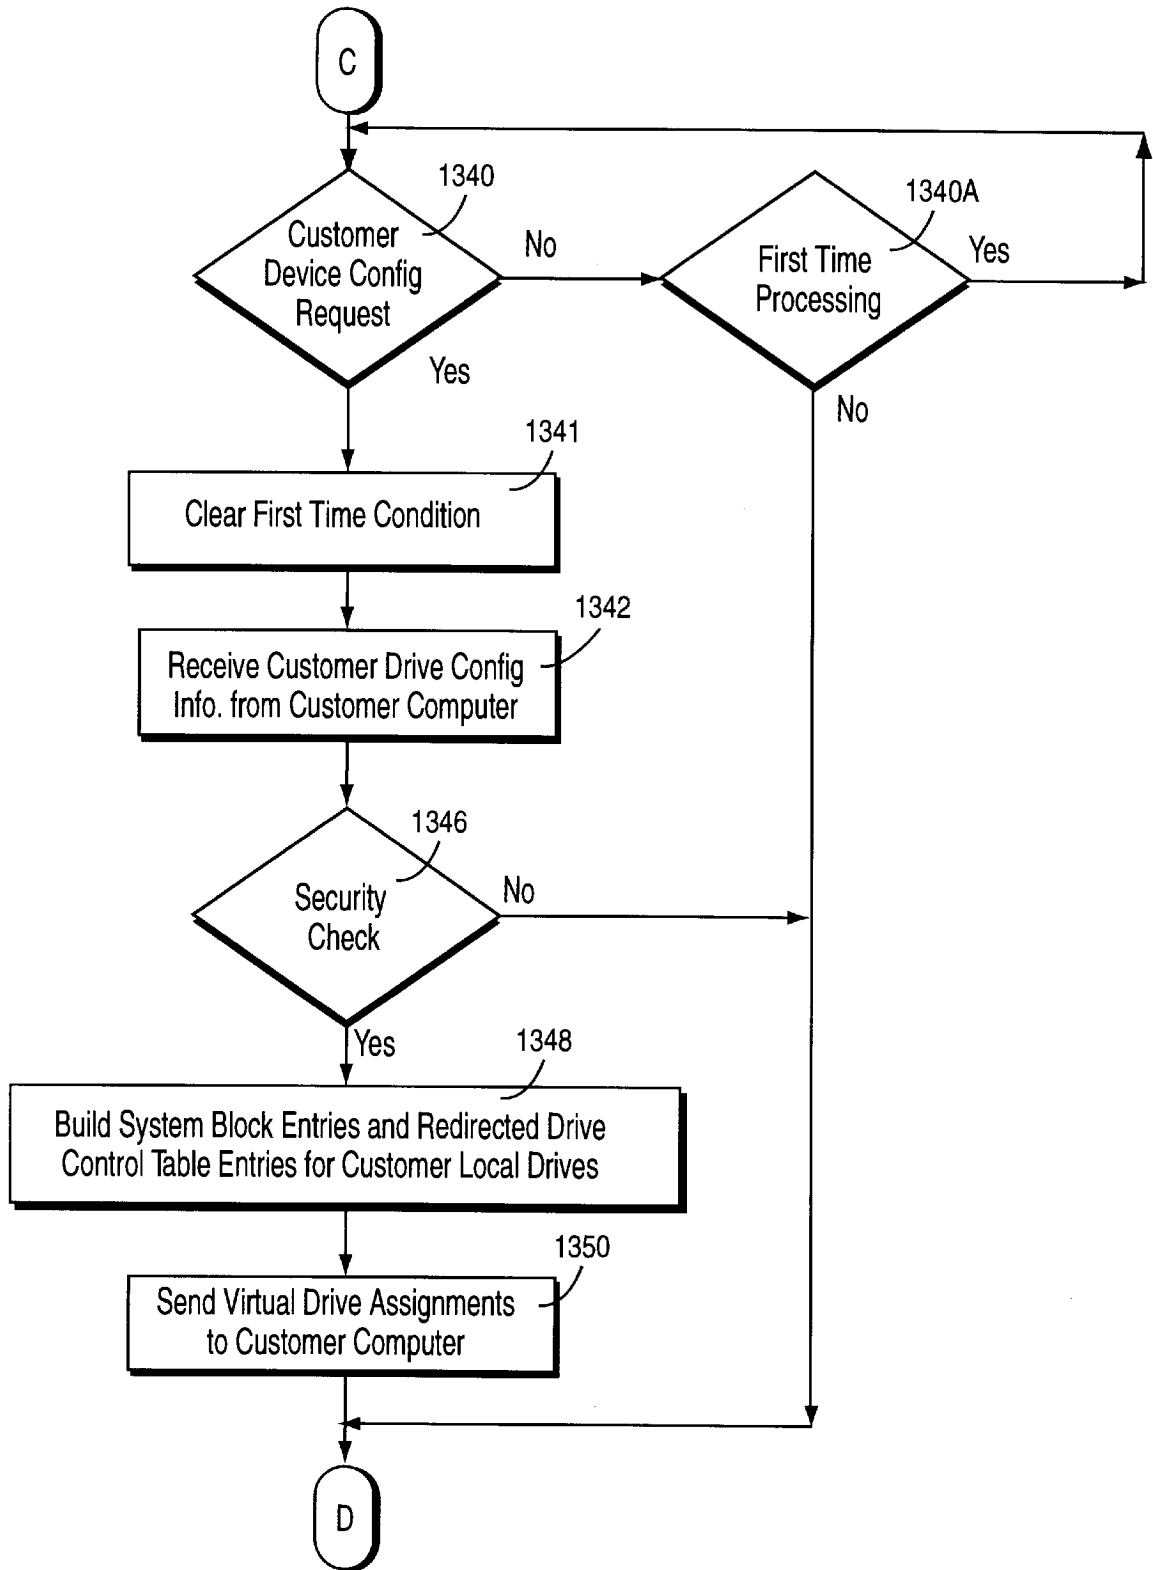 C
1340
Customer
Device Config
Request
No
Yes
1340A
First Time
Processing
Yes
No
1341
Clear First Time Condition
1342
Receive Customer Drive Config
Info. from Customer Computer
1346
Security
Check
No
Yes
1348
Build System Block Entries and Redirected Drive
Control Table Entries for Customer Local Drives
1350
Send Virtual Drive Assignments
to Customer Computer
D